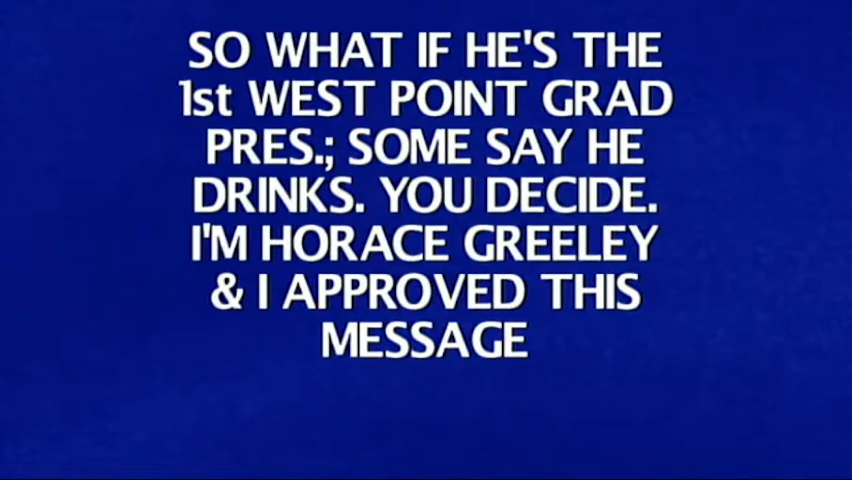 SO WHAT IF HE'S THE
1st WEST POINT GRAD
PRES.; SOME SAY HE
DRINKS. YOU DECIDE.
I'M HORACE GREELEY
& I APPROVED THIS
MESSAGE